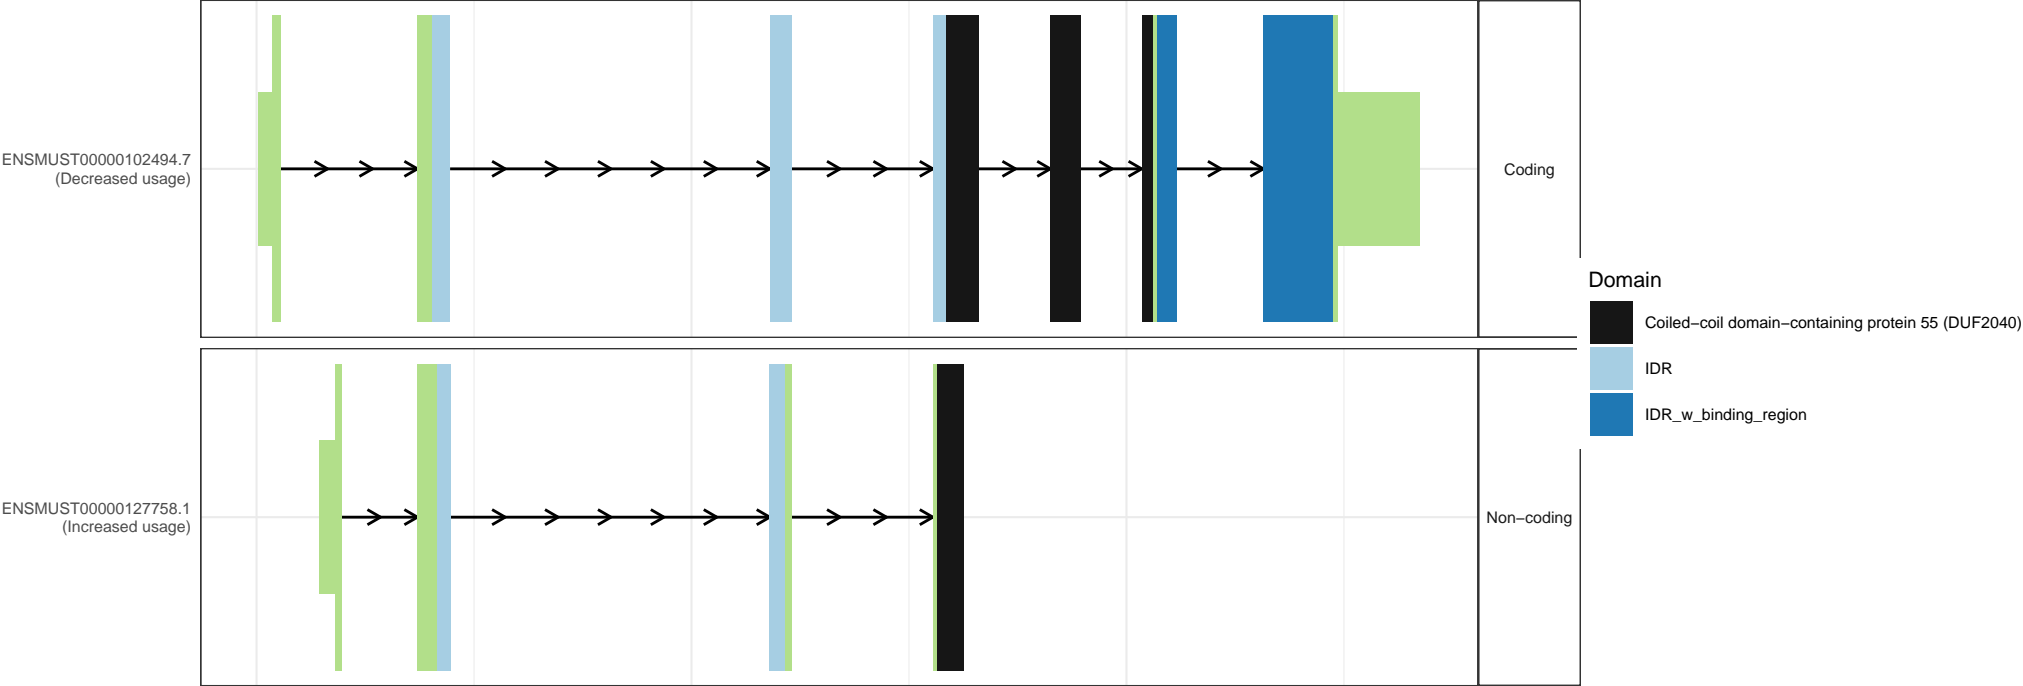 ENSMUST00000102494.7
(Decreased usage)
Coding
ENSMUST00000127758.1
(Increased usage)
Non−coding
Domain
Coiled−coil domain−containing protein 55 (DUF2040)
IDR
IDR_w_binding_region